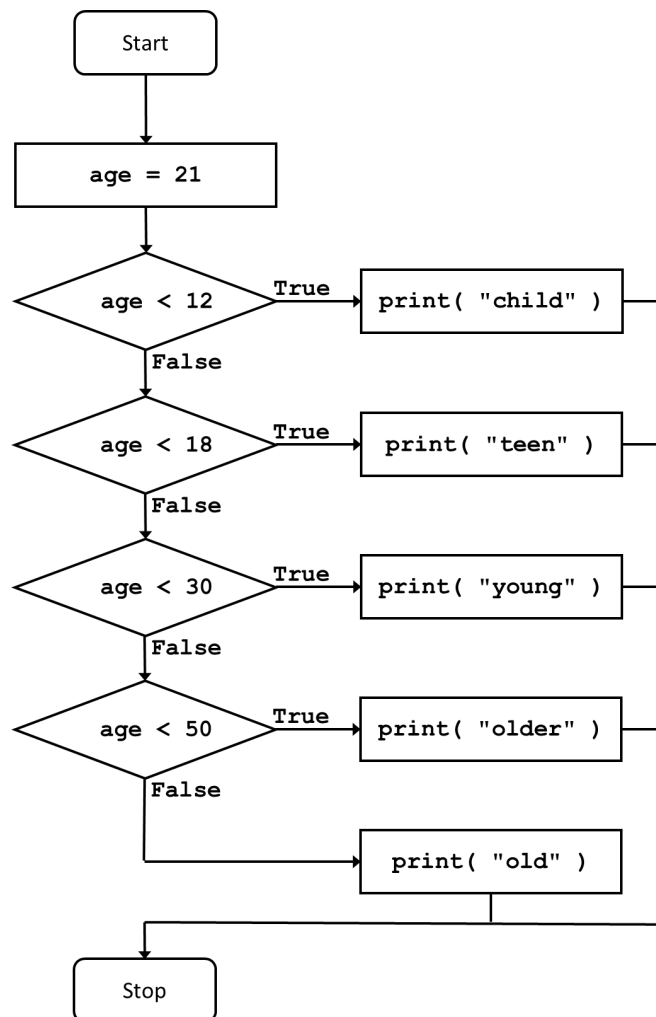 Start
age = 21
age < 12
True
print( "child" )
False
age < 18
True
print( "teen" )
False
age < 30
True
print( "young" )
False
age < 50
True
print( "older" )
False
print( "old" )
Stop